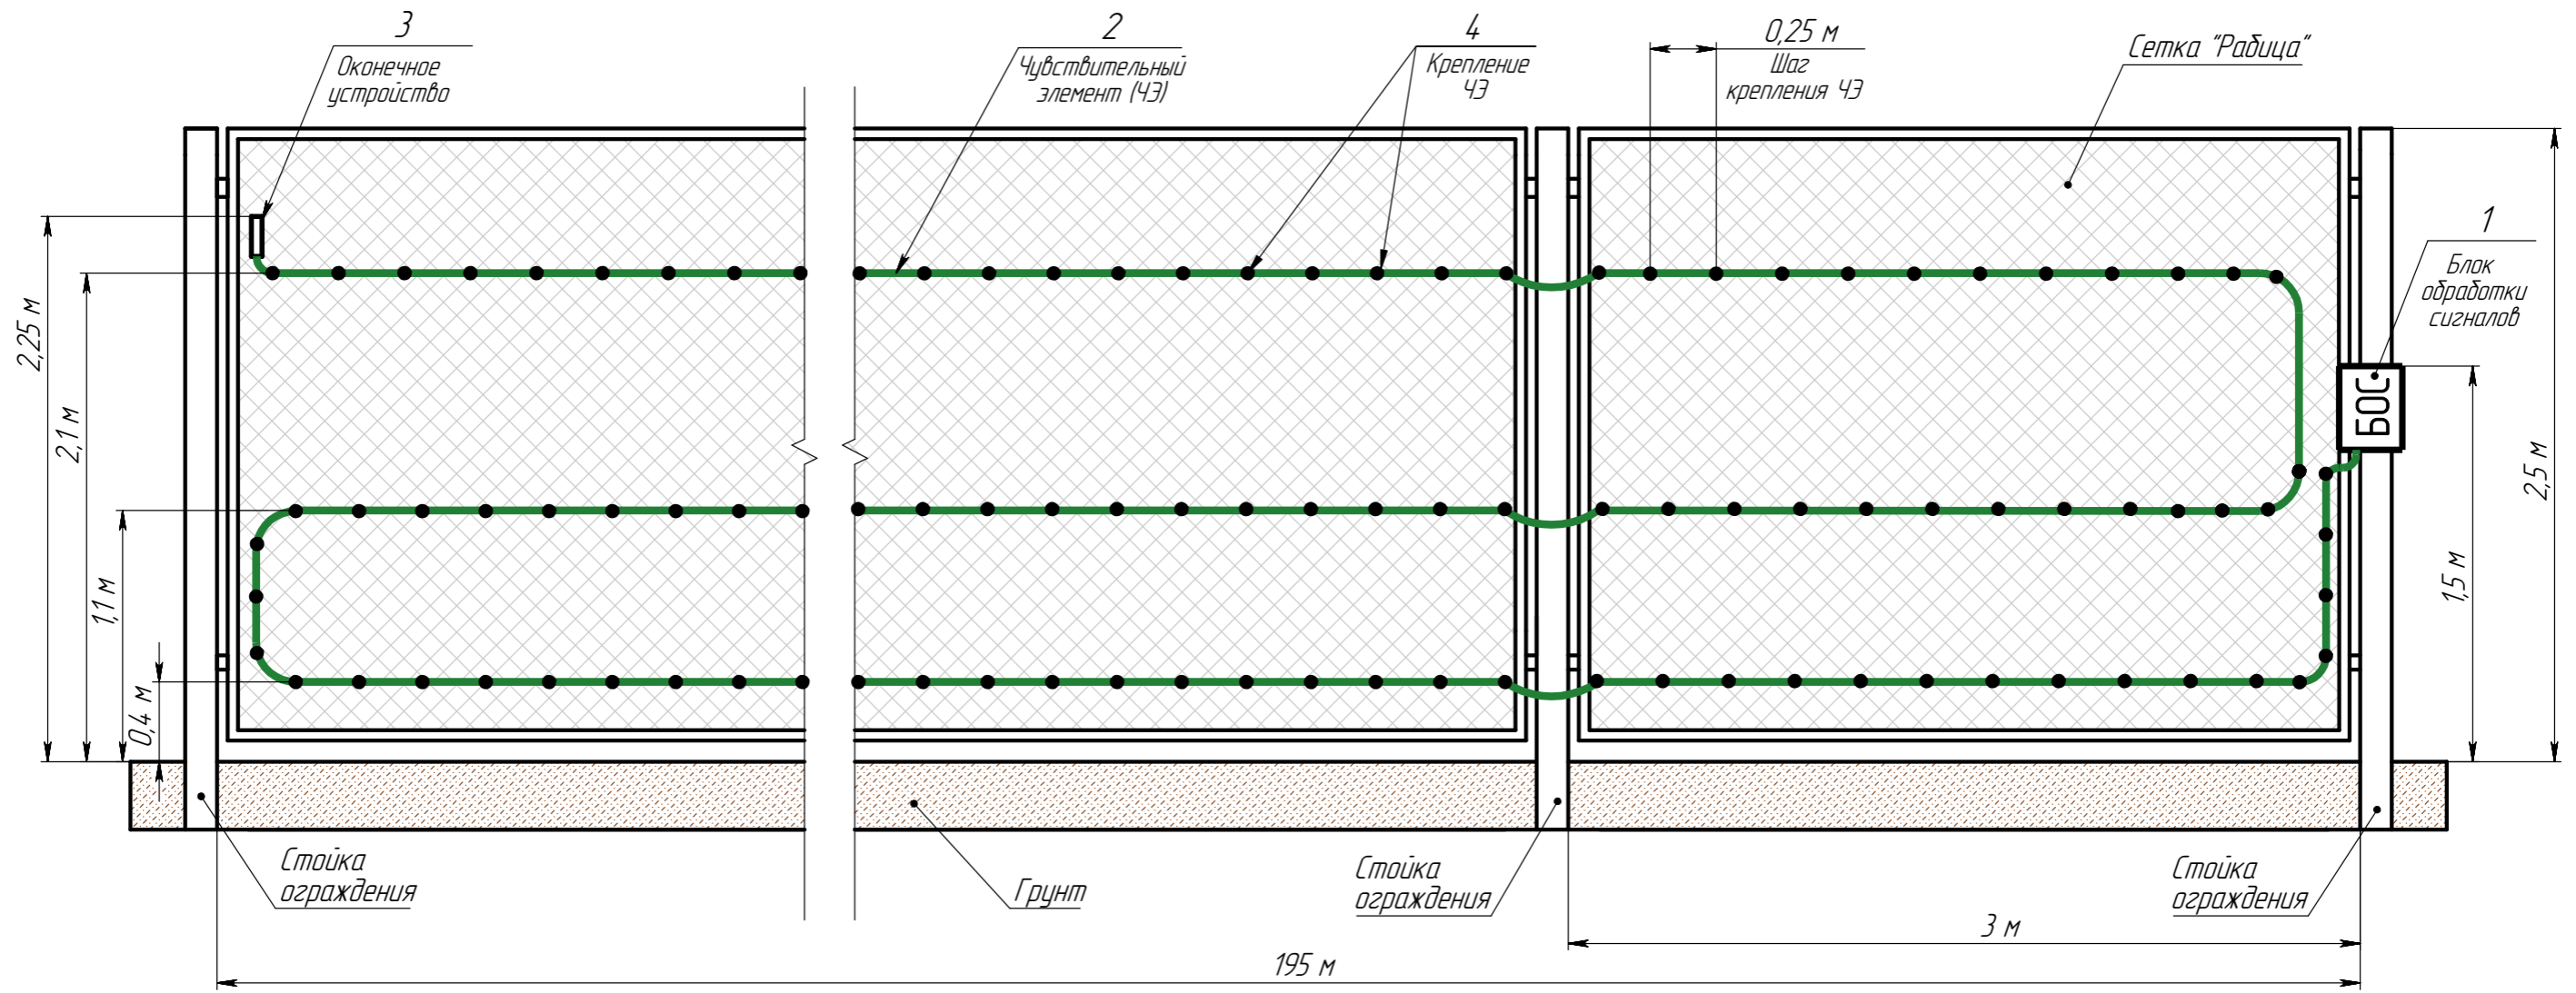 3
Оконечное
устройство
2
Чувствительный
элемент (ЧЭ)
4
Крепление
ЧЭ
0,25 м
Шаг
крепления ЧЭ
Сетка "Рабица"
1
Блок
обработки
сигналов
БОС
2,25 м
2,1 м
1,1 м
0,4 м
1,5 м
2,5 м
Стойка
ограждения
Грунт
Стойка
ограждения
Стойка
ограждения
3 м
195 м